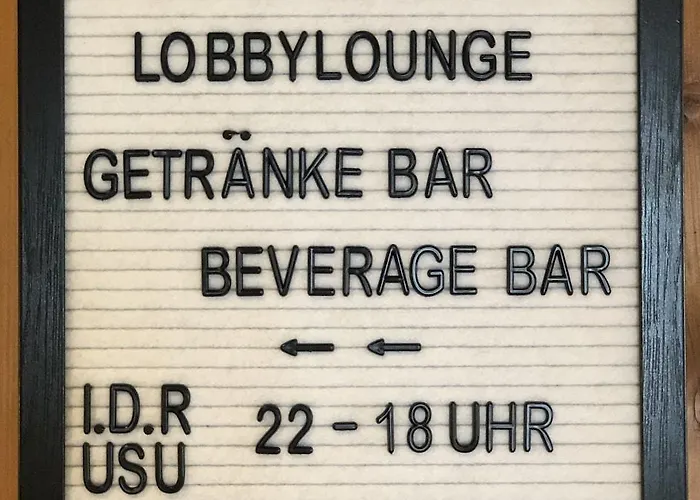 LOBBYLOUNGE
GETRÄNKE BAR
BEVERAGE BAR
← ←
I.D.R
USU
22 - 18 UHR